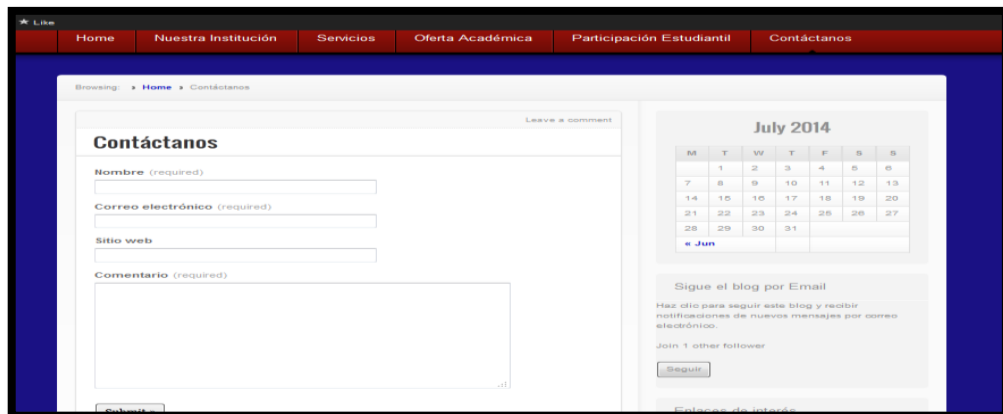 ★ Like
Home Nuestra Institución Servicios Oferta Académica Participación Estudiantil Contáctanos
Browsing: » Home » Contáctanos
Leave a comment
Contáctanos
Nombre (required)
Correo electrónico (required)
Sitio web
Comentario (required)
Submit »
July 2014
M T W T F S S
1 2 3 4 5 6
7 8 9 10 11 12 13
14 15 16 17 18 19 20
21 22 23 24 25 26 27
28 29 30 31
« Jun
Sigue el blog por Email
Haz clic para seguir este blog y recibir
notificaciones de nuevos mensajes por correo
electrónico.
Join 1 other follower
Seguir
Enlaces de interés